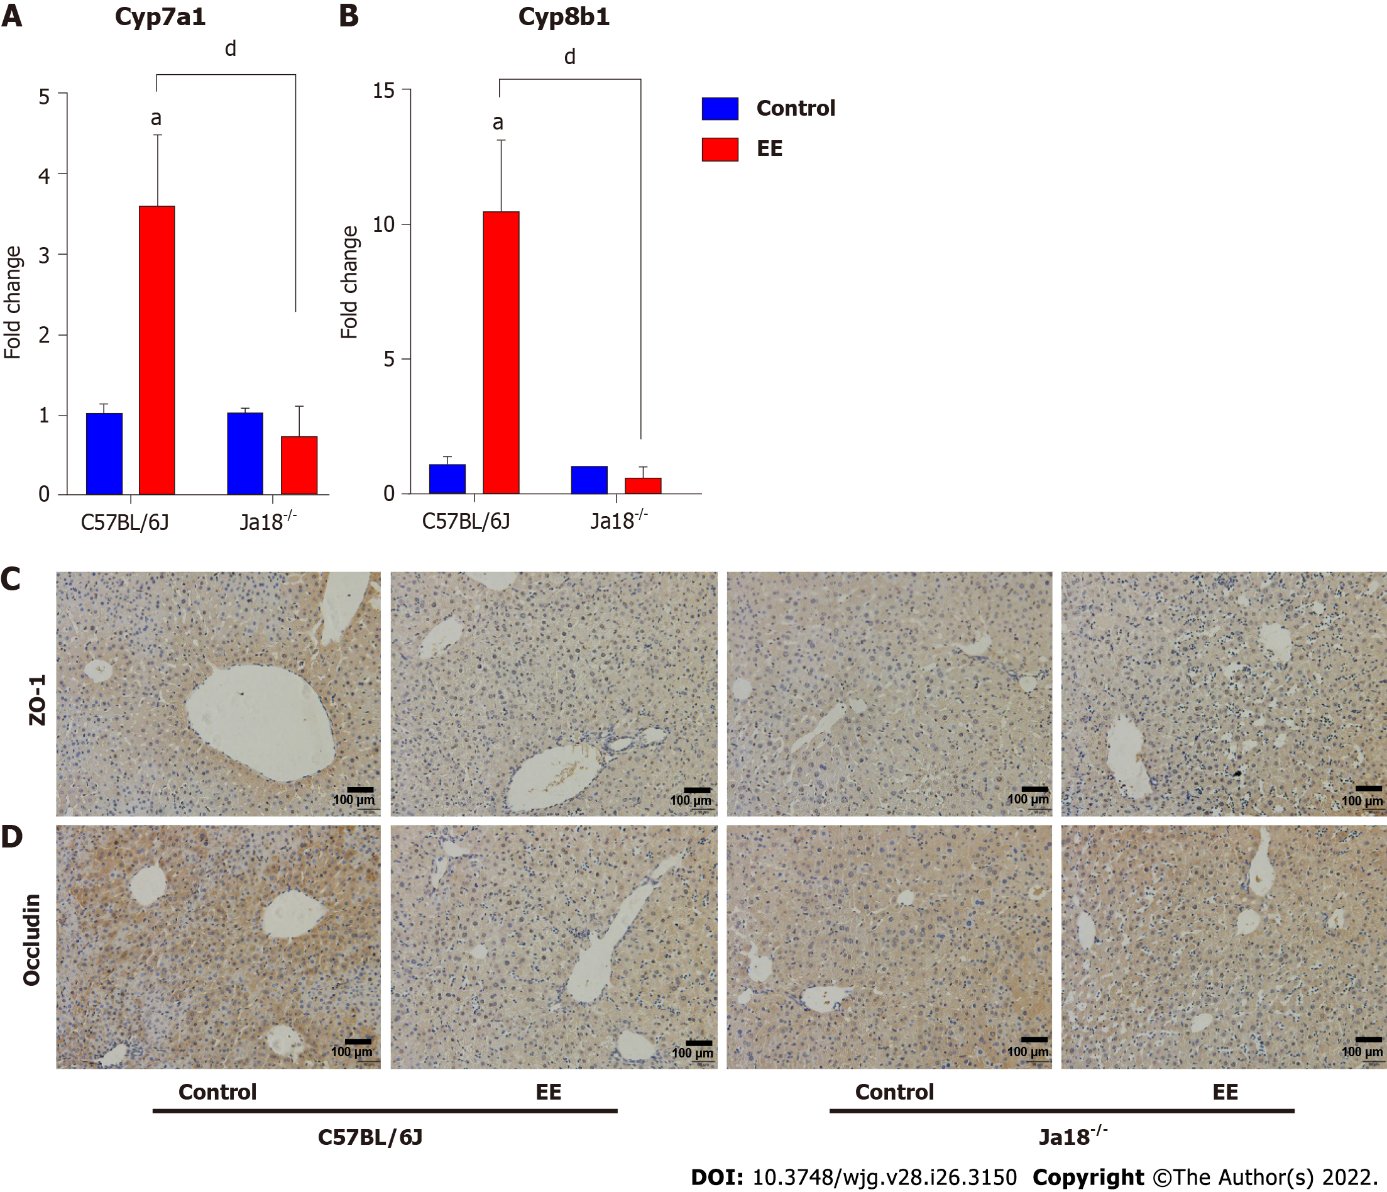 A
Cyp7a1
d
a
5
4
3
2
1
0
Fold change
C57BL/6J
Ja18-/-
B
Cyp8b1
d
a
15
10
5
0
Fold change
C57BL/6J
Ja18-/-
Control
EE
C
ZO-1
100 µm
100 µm
100 µm
100 µm
D
Occludin
100 µm
100 µm
100 µm
100 µm
Control
EE
Control
EE
C57BL/6J
Ja18-/-
DOI: 10.3748/wjg.v28.i26.3150 Copyright ©The Author(s) 2022.